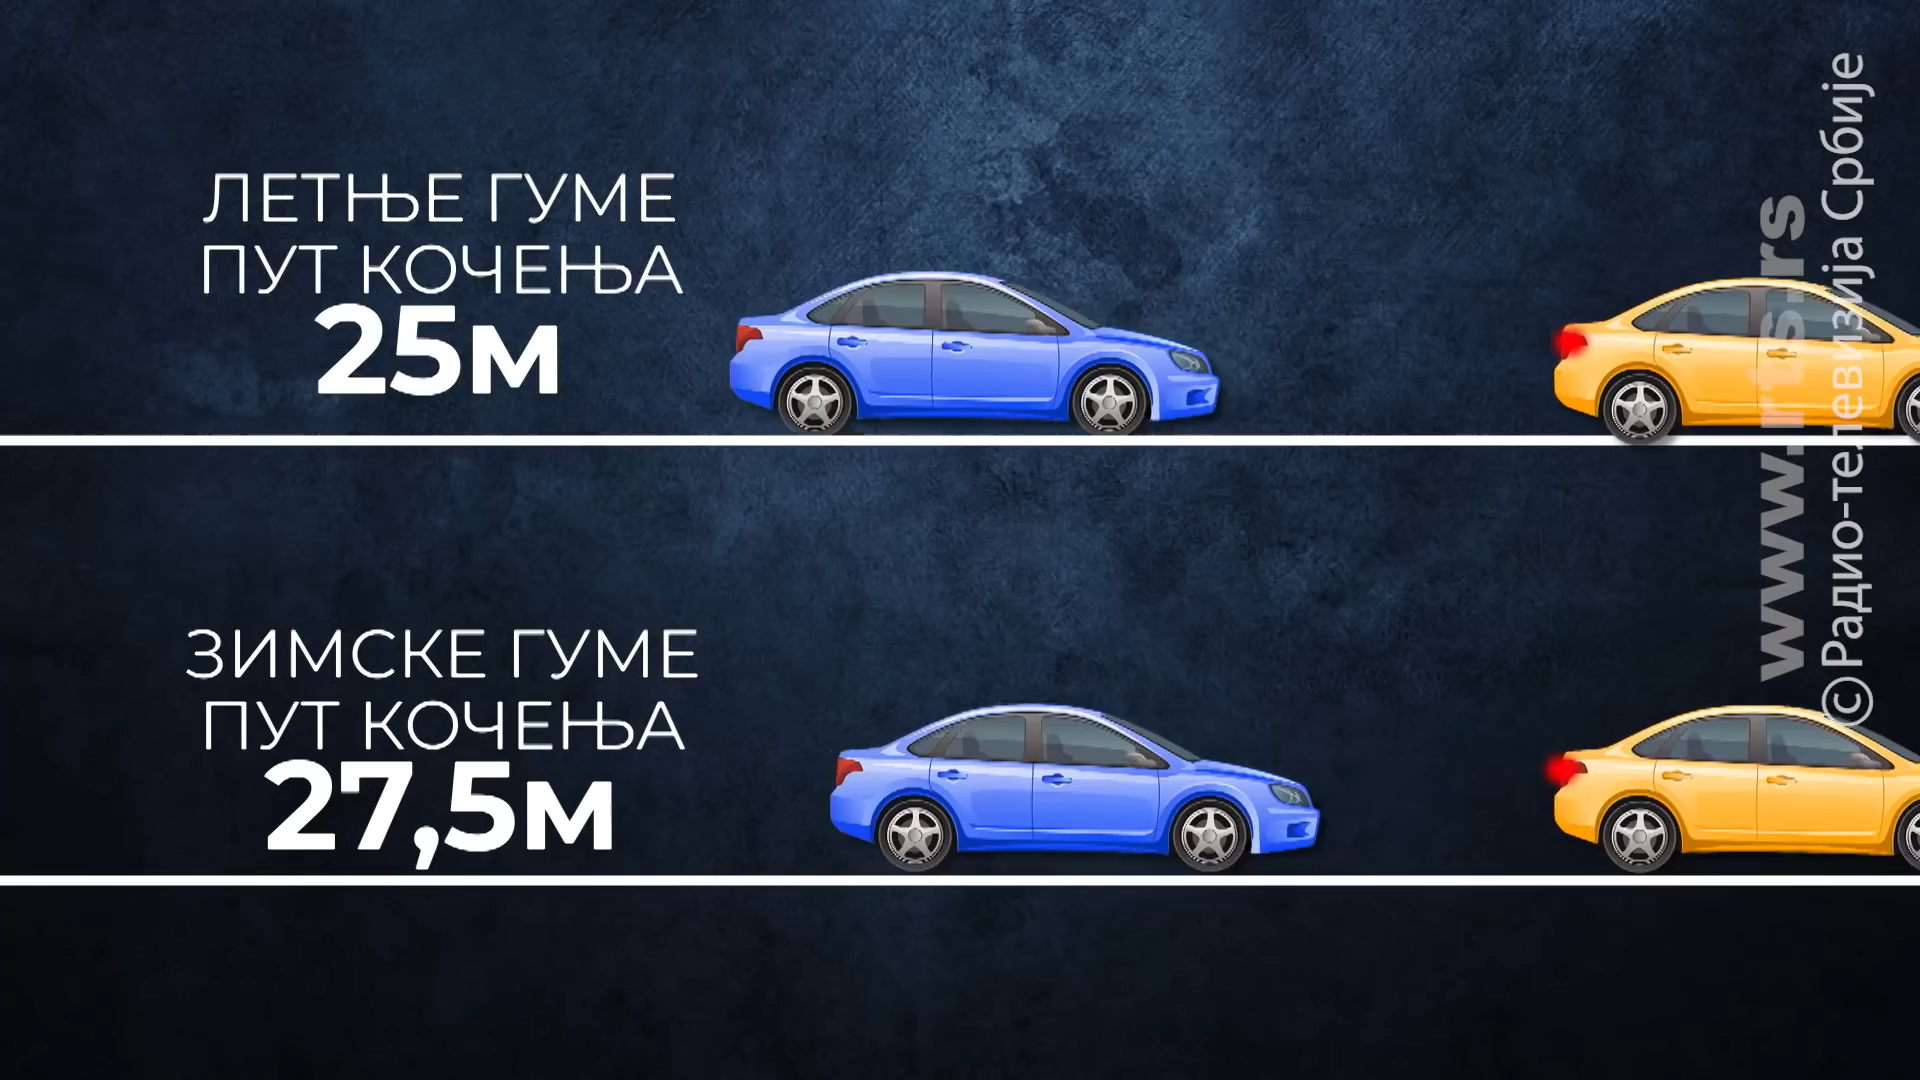 ЛЕТЊЕ ГУМЕ
ПУТ КОЧЕЊА
25м
ЗИМСКЕ ГУМЕ
ПУТ КОЧЕЊА
27,5м
www.rts.rs
© Радио-телевизија Србије